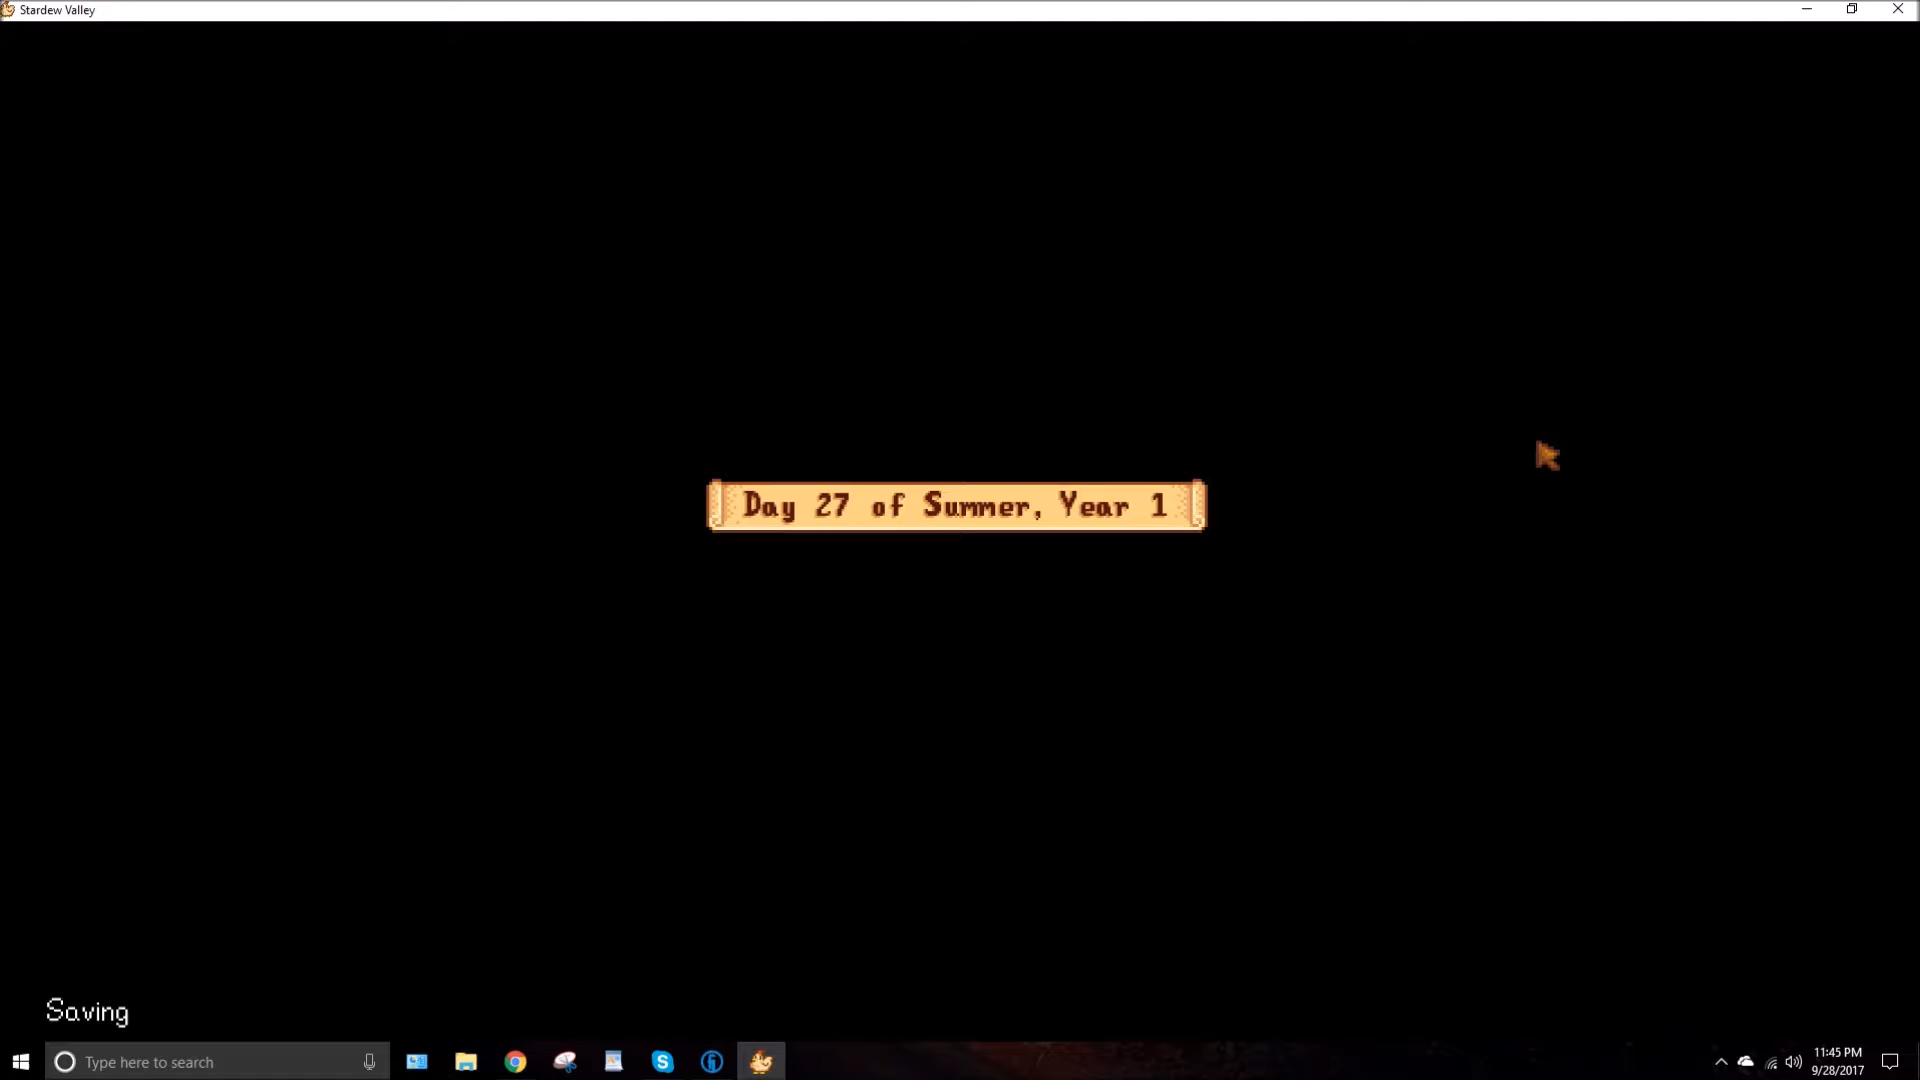 Stardew Valley
Day 27 of Summer, Year 1
Saving
Type here to search
11:45 PM
9/28/2017